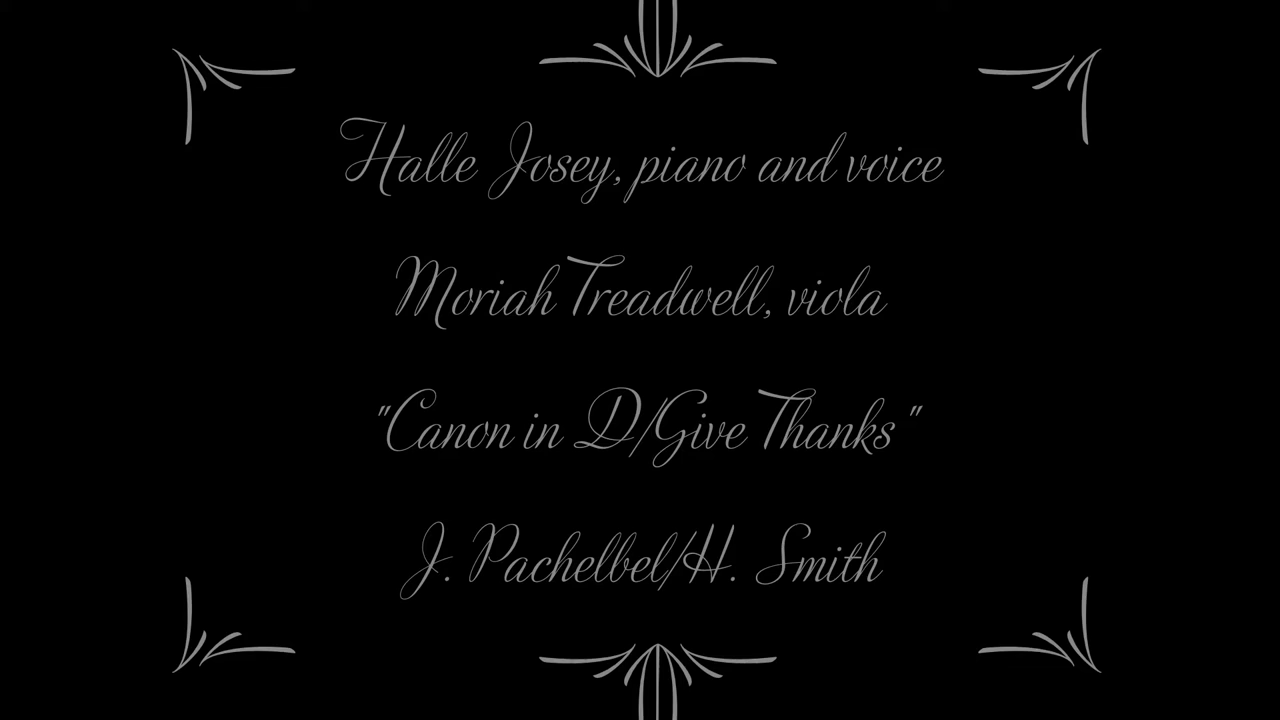 Halle Josey, piano and voice
Moriah Treadwell, viola
"Canon in D/Give Thanks"
J. Pachelbel/H. Smith